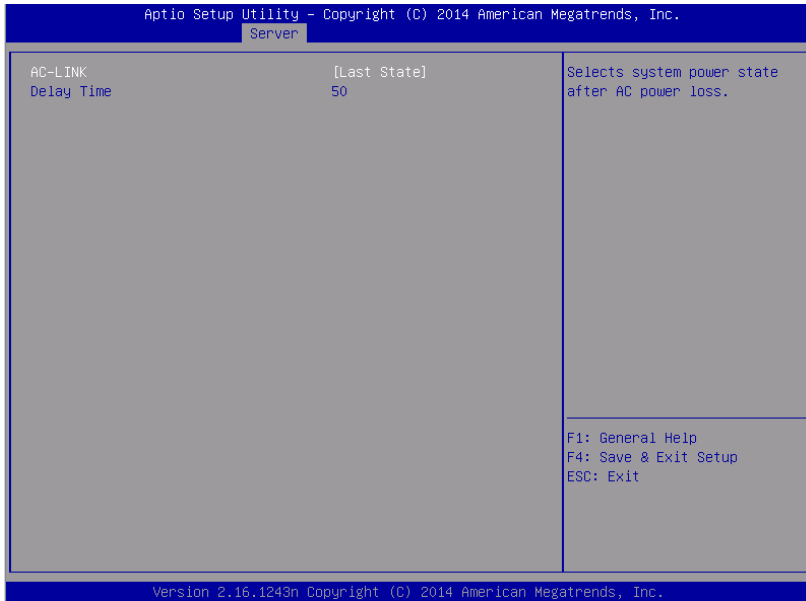 Aptio Setup Utility – Copyright (C) 2014 American Megatrends, Inc.
Server
AC-LINK [Last State]
Delay Time 50
Selects system power state
after AC power loss.
F1: General Help
F4: Save & Exit Setup
ESC: Exit
Version 2.16.1243n Copyright (C) 2014 American Megatrends, Inc.